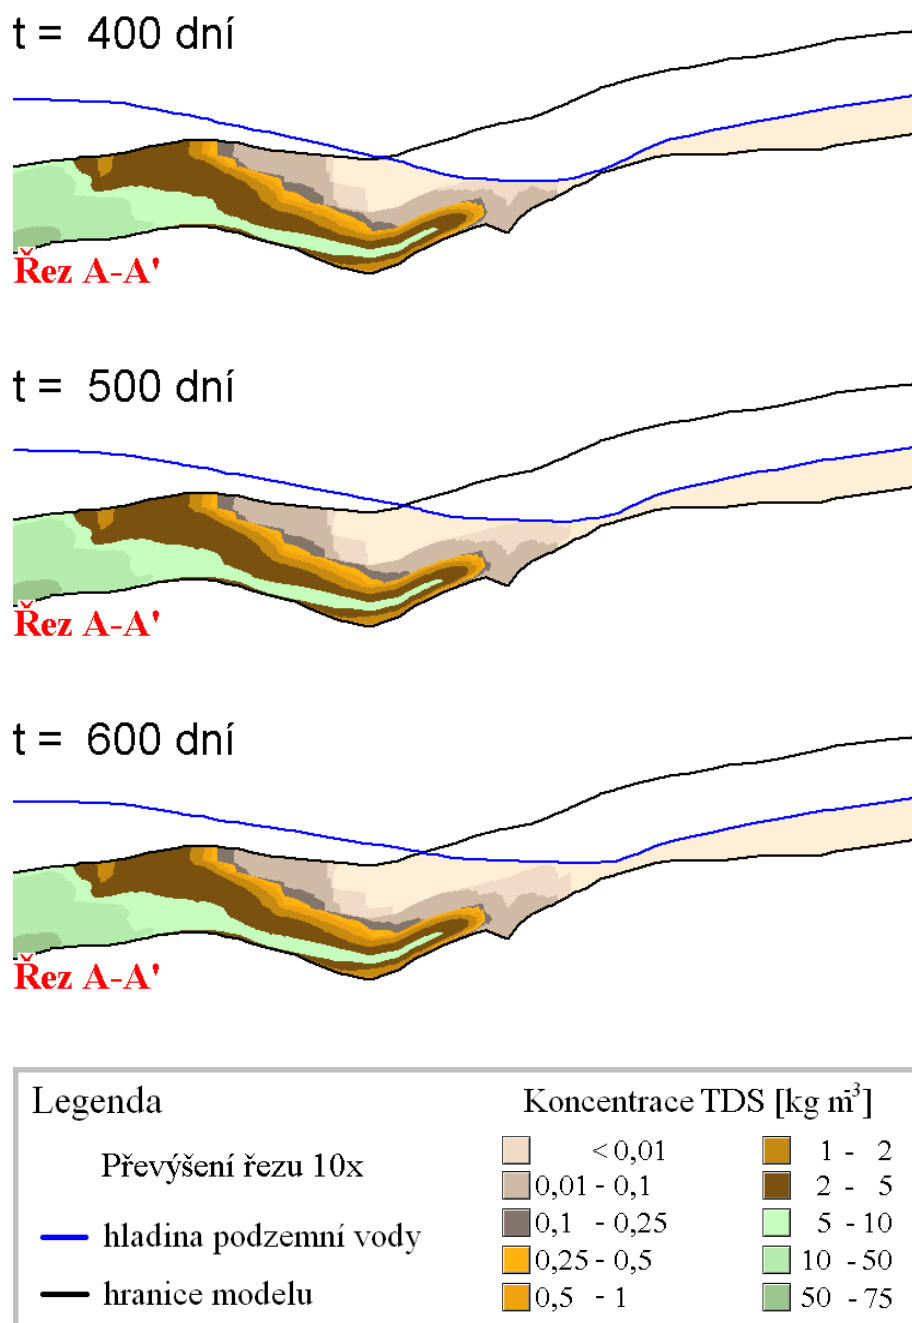 t = 400 dní
Řez A-A'
t = 500 dní
Řez A-A'
t = 600 dní
Řez A-A'
Legenda
Převýšení řezu 10x
hladina podzemní vody
hranice modelu
Koncentrace TDS [kg m⁻³]
< 0,01
0,01 - 0,1
0,1 - 0,25
0,25 - 0,5
0,5 - 1
1 - 2
2 - 5
5 - 10
10 - 50
50 - 75